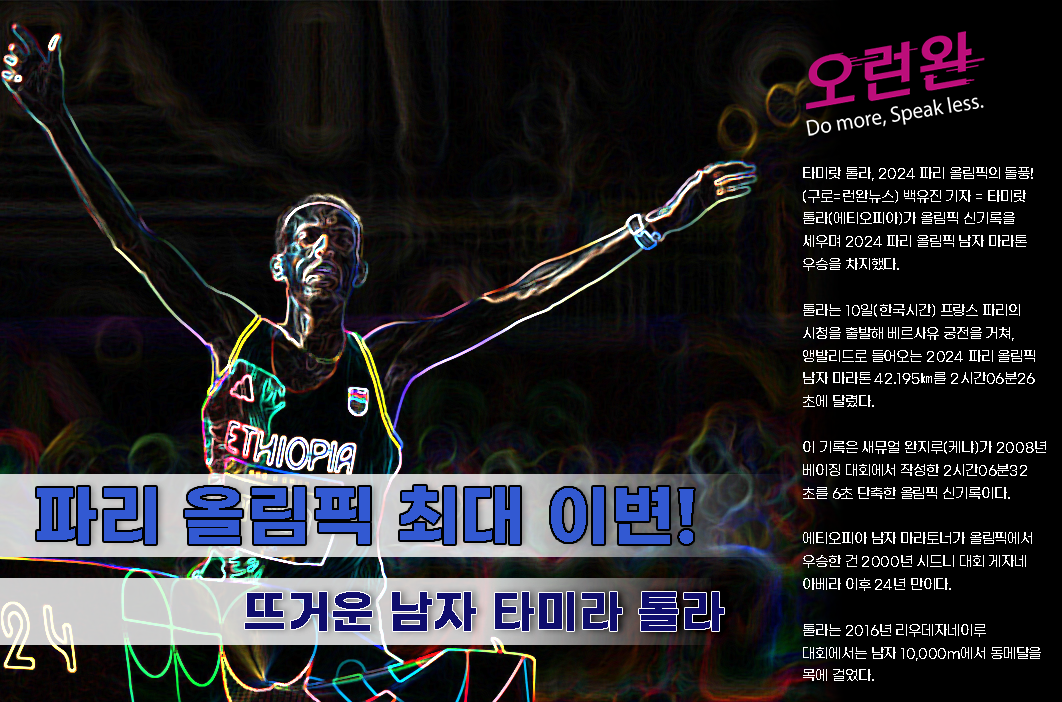 오런완
Do more, Speak less.
타미랏 톨라, 2024 파리 올림픽의 돌풍!
(구로=런완뉴스) 백유진 기자 = 타미랏
톨라(에티오피아)가 올림픽 신기록을
세우며 2024 파리 올림픽 남자 마라톤
우승을 차지했다.
톨라는 10일(한국시간) 프랑스 파리의
시청을 출발해 베르사유 궁전을 거쳐,
앵발리드로 들어오는 2024 파리 올림픽
남자 마라톤 42.195㎞를 2시간06분26
초에 달렸다.
이 기록은 새뮤얼 완지루(케냐)가 2008년
베이징 대회에서 작성한 2시간06분32
초를 6초 단축한 올림픽 신기록이다.
에티오피아 남자 마라토너가 올림픽에서
우승한 건 2000년 시드니 대회 게자네
아베라 이후 24년 만이다.
톨라는 2016년 리우데자네이루
대회에서는 남자 10,000m에서 동메달을
목에 걸었다.
ETHIOPIA
파리 올림픽 최대 이변!
뜨거운 남자 타미라 톨라
24